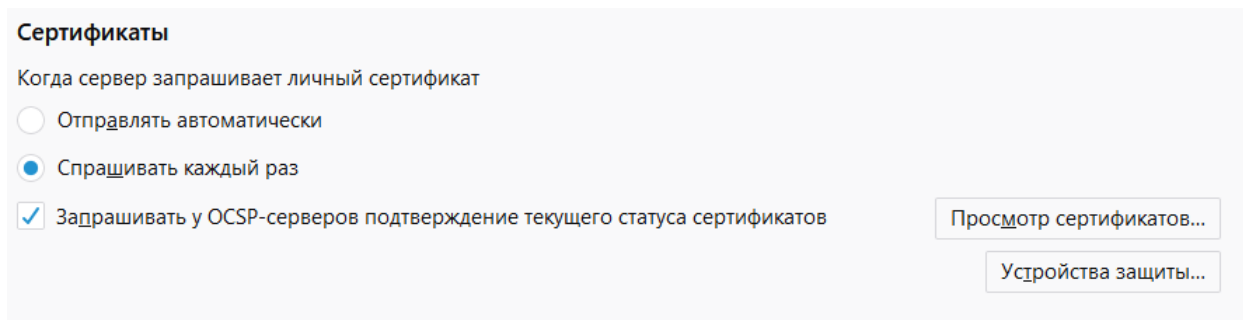 Сертификаты
Когда сервер запрашивает личный сертификат
Отправлять автоматически
Спрашивать каждый раз
Запрашивать у OCSP-серверов подтверждение текущего статуса сертификатов
Просмотр сертификатов...
Устройства защиты...